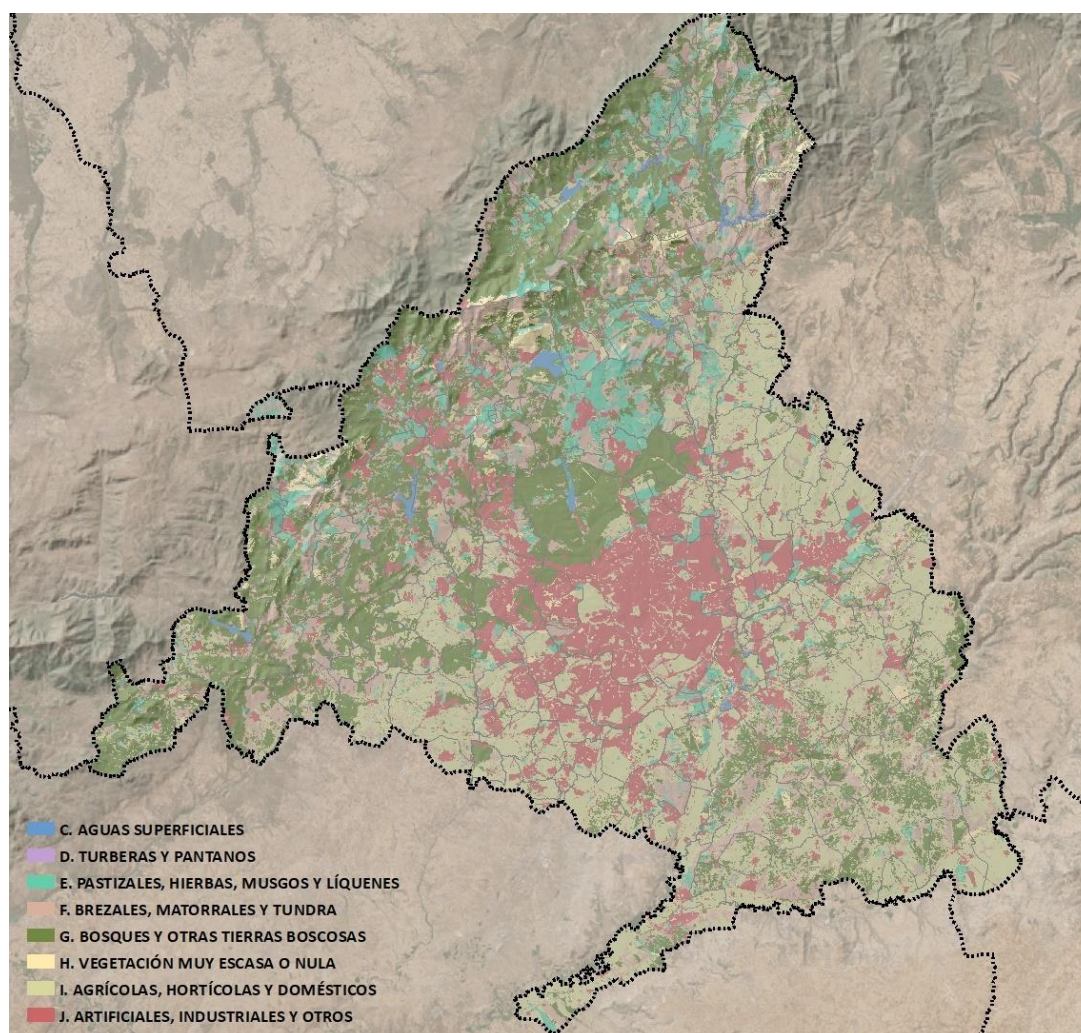 C. AGUAS SUPERFICIALES
D. TURBERAS Y PANTANOS
E. PASTIZALES, HIERBAS, MUSGOS Y LÍQUENES
F. BREZALES, MATORRALES Y TUNDRA
G. BOSQUES Y OTRAS TIERRAS BOSCOSAS
H. VEGETACIÓN MUY ESCASA O NULA
I. AGRÍCOLAS, HORTÍCOLAS Y DOMÉSTICOS
J. ARTIFICIALES, INDUSTRIALES Y OTROS